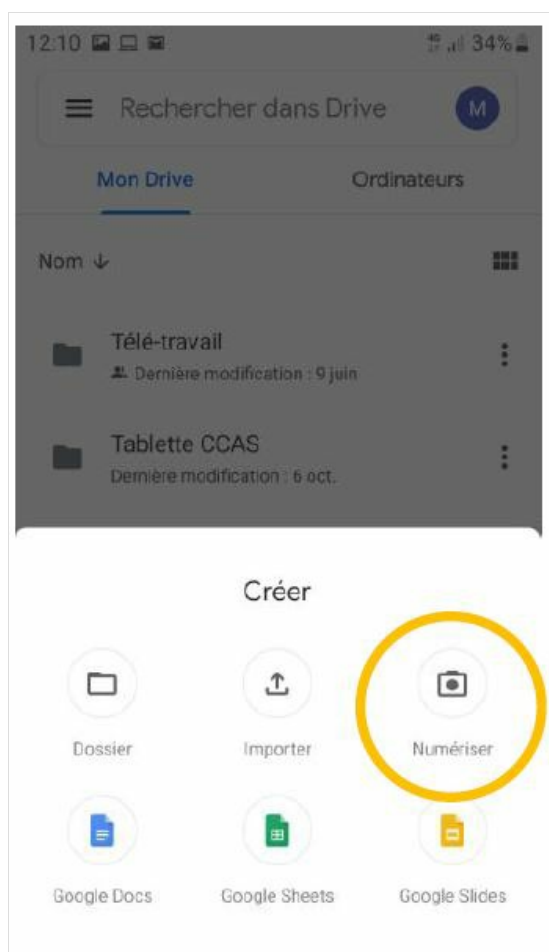 12:10 4G 34%
Rechercher dans Drive M
Mon Drive Ordinateurs
Nom
Télé-travail
Dernière modification : 9 juin
Tablette CCAS
Dernière modification : 6 oct.
Créer
Dossier Importer Numériser
Google Docs Google Sheets Google Slides